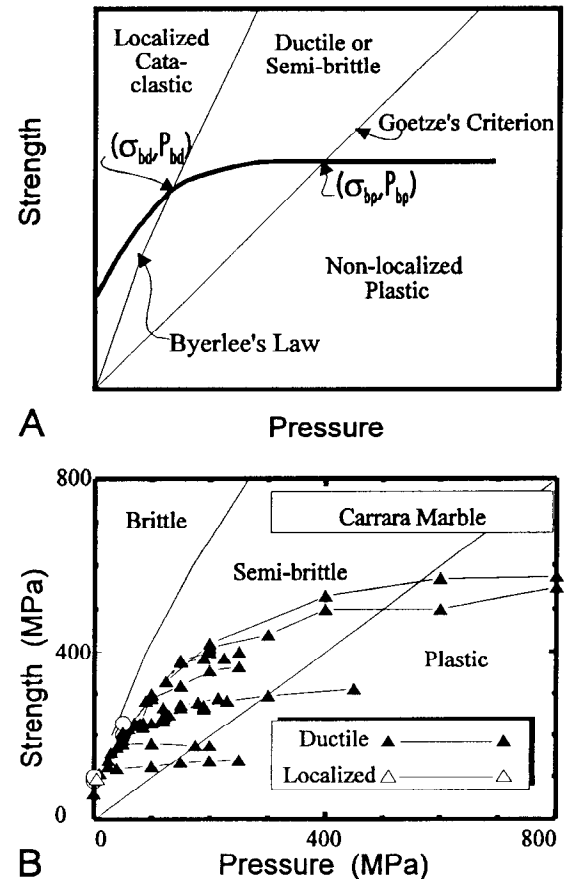 Localized
Cata-
clastic
Ductile or
Semi-brittle
Goetze's Criterion
(σbd,Pbd)
(σbp,Pbp)
Strength
Non-localized
Plastic
Byerlee's Law
A
Pressure
800
Brittle
Carrara Marble
Semi-brittle
Strength (MPa)
400
Plastic
Ductile
Localized
0
0
400
800
B
Pressure (MPa)